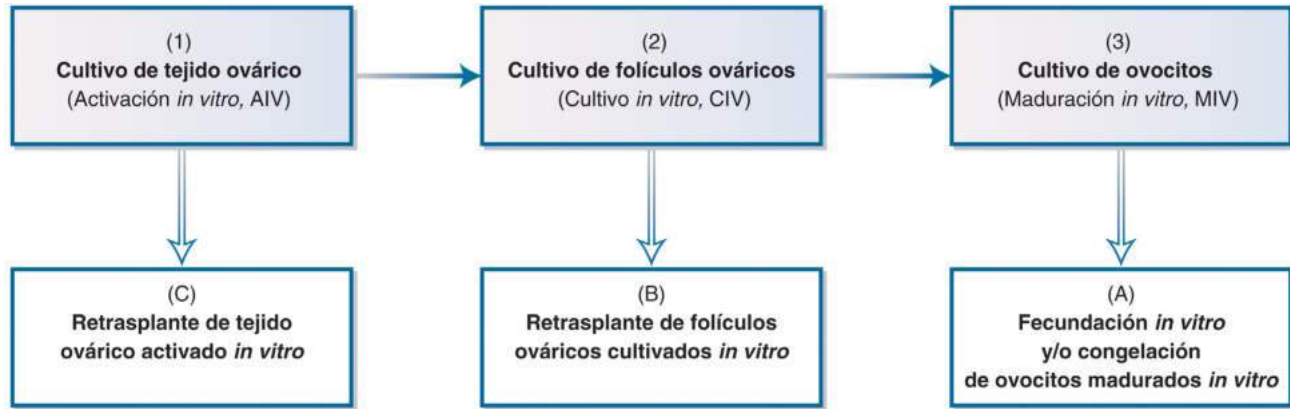 (1)
Cultivo de tejido ovárico
(Activación in vitro, AIV)
(2)
Cultivo de folículos ováricos
(Cultivo in vitro, CIV)
(3)
Cultivo de ovocitos
(Maduración in vitro, MIV)
(C)
Retrasplante de tejido
ovárico activado in vitro
(B)
Retrasplante de folículos
ováricos cultivados in vitro
(A)
Fecundación in vitro
y/o congelación
de ovocitos madurados in vitro